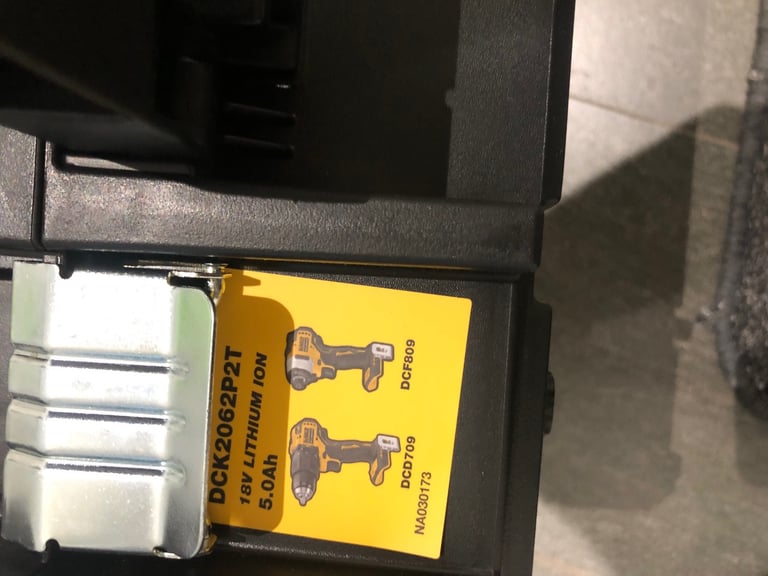 DCK2062P2T
18V LITHIUM ION
5.0Ah
DCD709
DCF809
NA030173